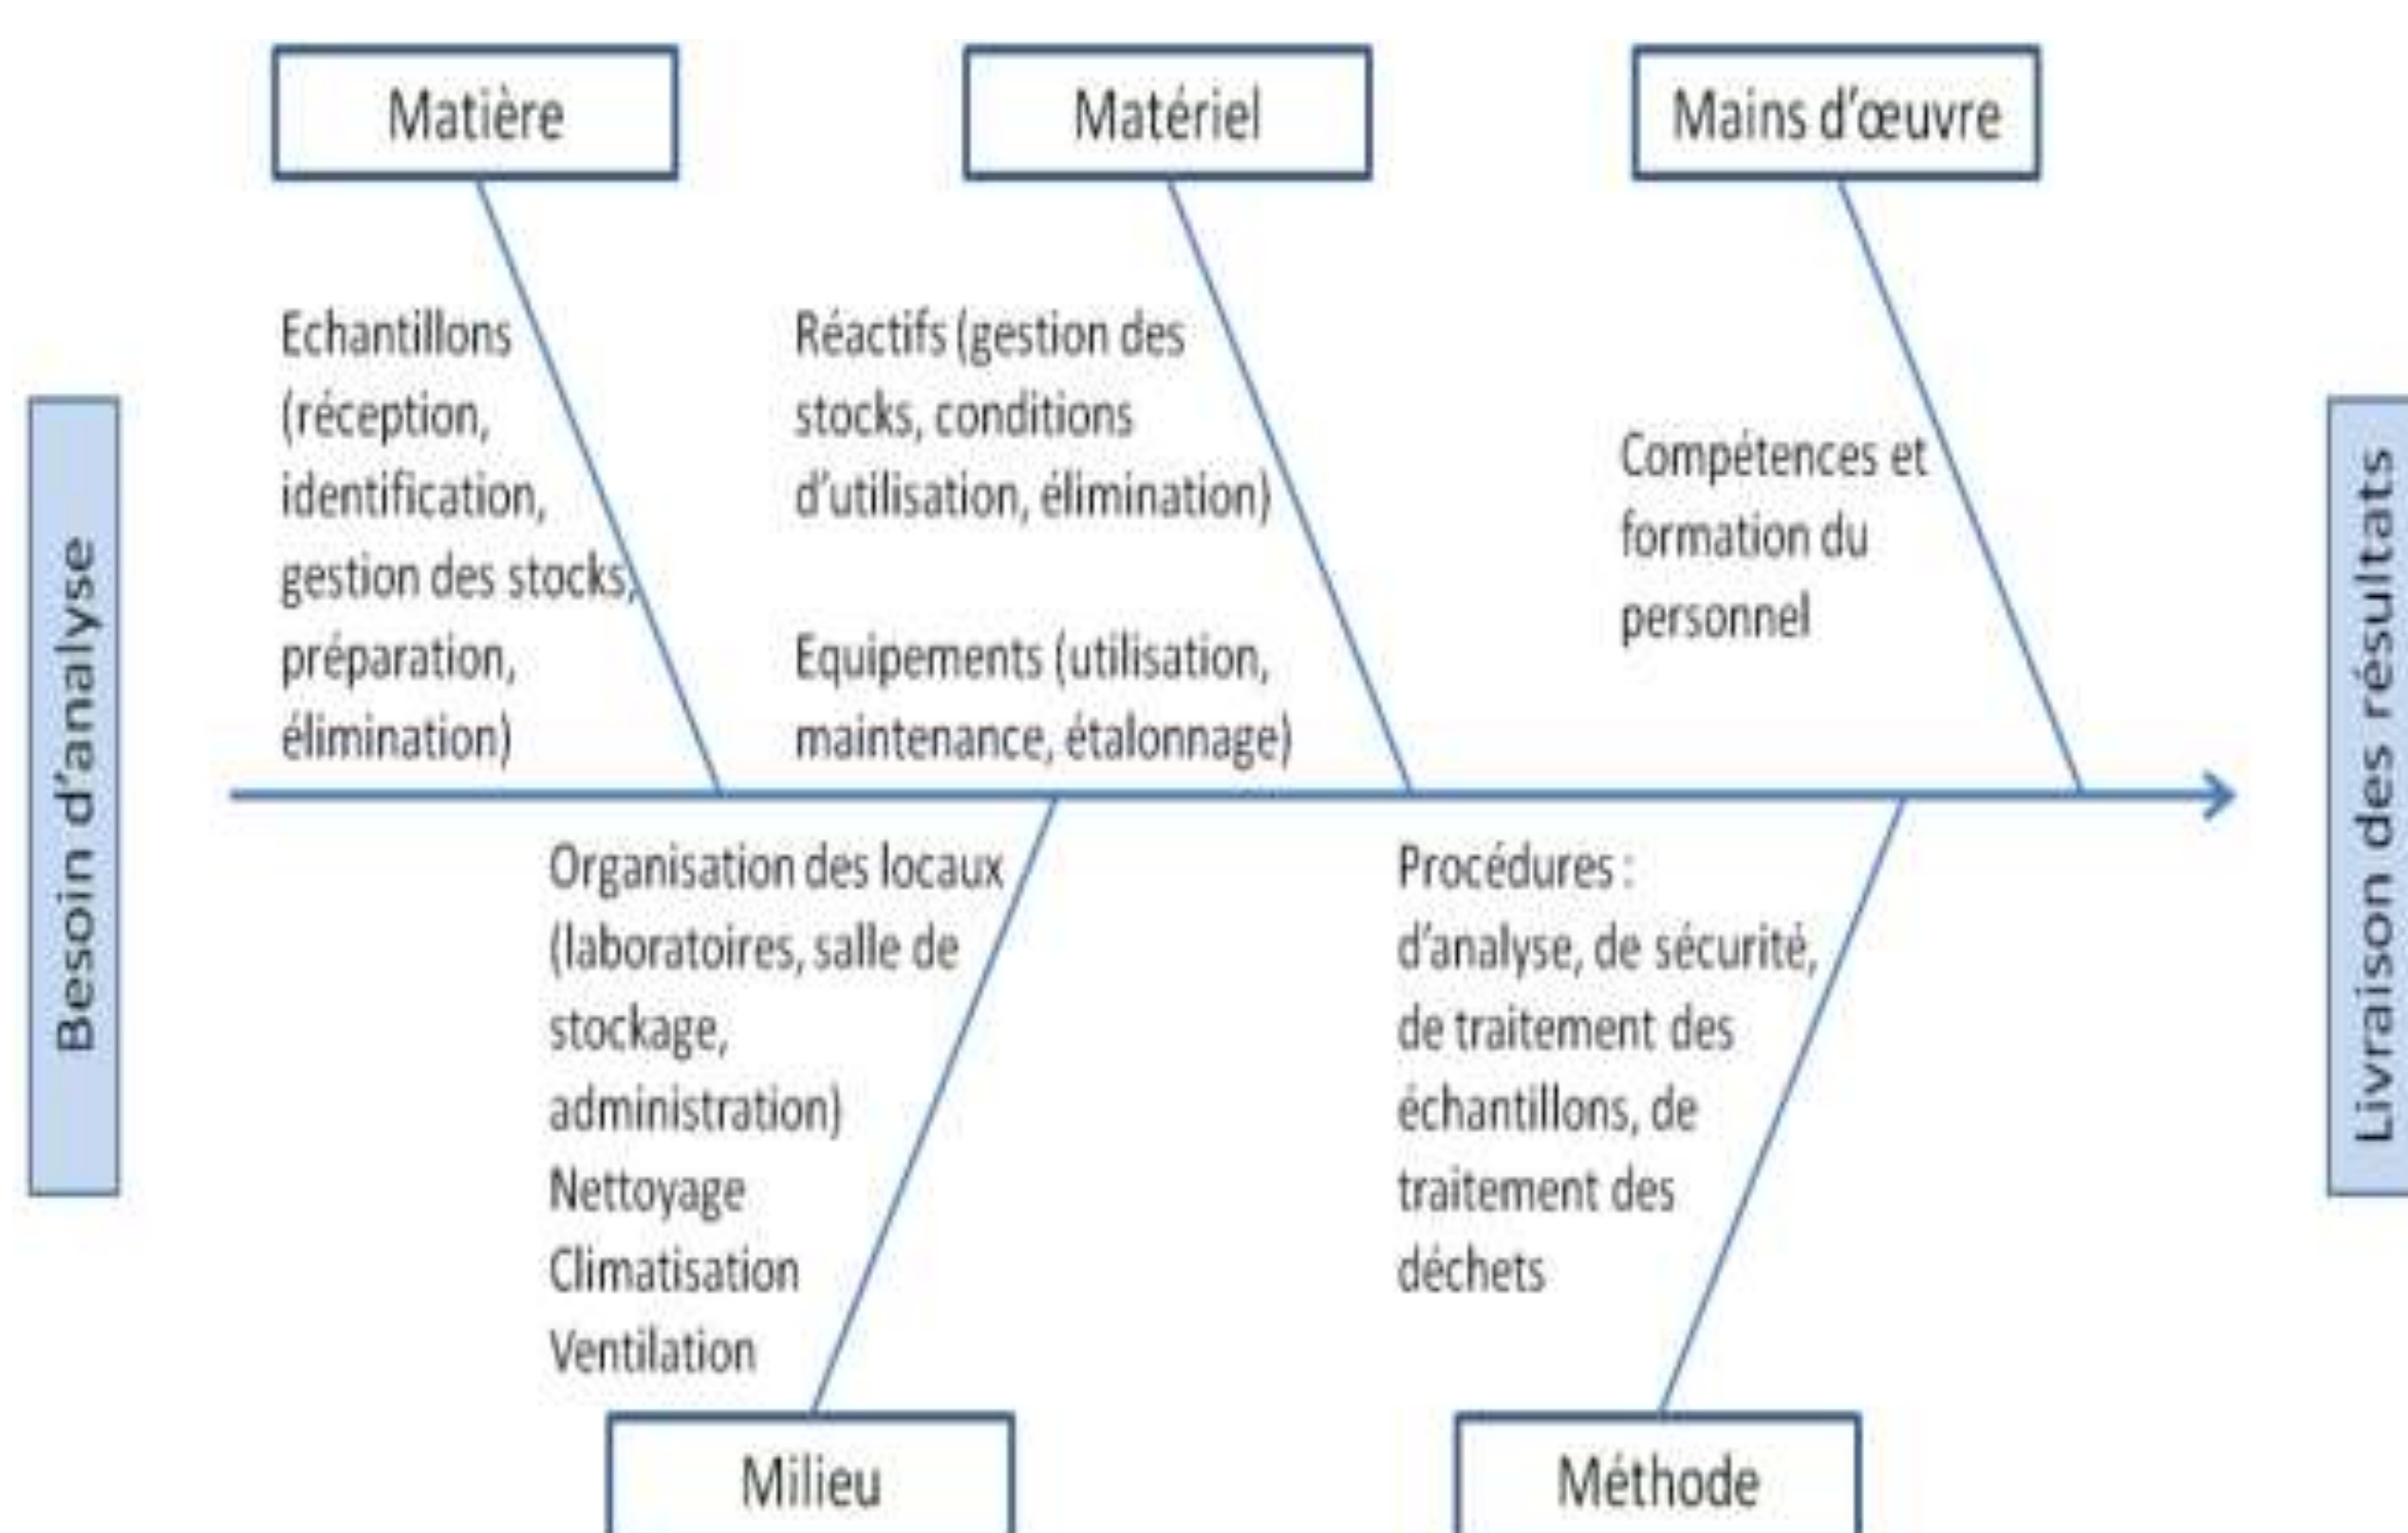 Matière
Matériel
Mains d'œuvre
Besoin d'analyse
Echantillons
(réception,
identification,
gestion des stocks,
préparation,
élimination)
Réactifs (gestion des
stocks, conditions
d'utilisation, élimination)
Equipements (utilisation,
maintenance, étalonnage)
Compétences et
formation du
personnel
Livraison des résultats
Organisation des locaux
(laboratoires, salle de
stockage,
administration)
Nettoyage
Climatisation
Ventilation
Procédures :
d'analyse, de sécurité,
de traitement des
échantillons, de
traitement des
déchets
Milieu
Méthode